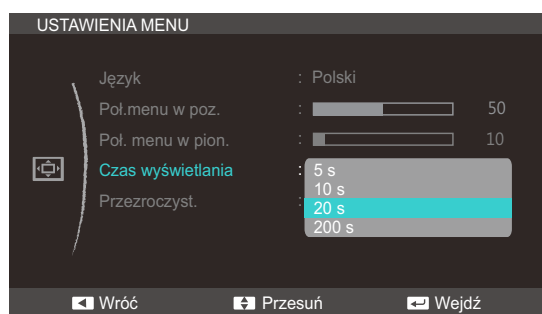 USTAWIENIA MENU
Język : Polski
Poł.menu w poz. : 50
Poł. menu w pion. : 10
Czas wyświetlania : 5 s
10 s
20 s
200 s
Przezroczyst. :
Wróć Przesuń Wejdź